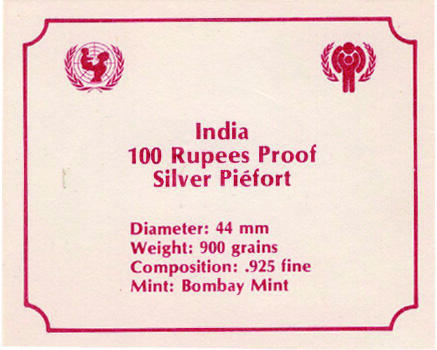 India
100 Rupees Proof
Silver Piéfort
Diameter: 44 mm
Weight: 900 grains
Composition: .925 fine
Mint: Bombay Mint